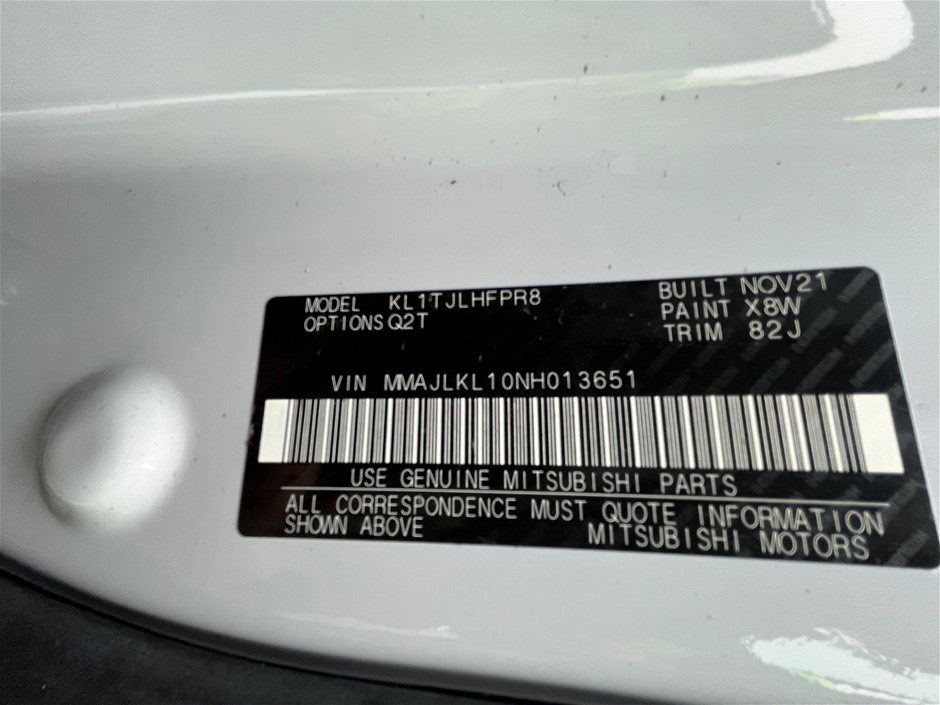 MODEL KL1TJLHFPR8 BUILT NOV21
OPTIONS Q2T PAINT X8W
TRIM 82J
VIN MMAJLKL10NH013651
USE GENUINE MITSUBISHI PARTS
ALL CORRESPONDENCE MUST QUOTE INFORMATION
SHOWN ABOVE MITSUBISHI MOTORS